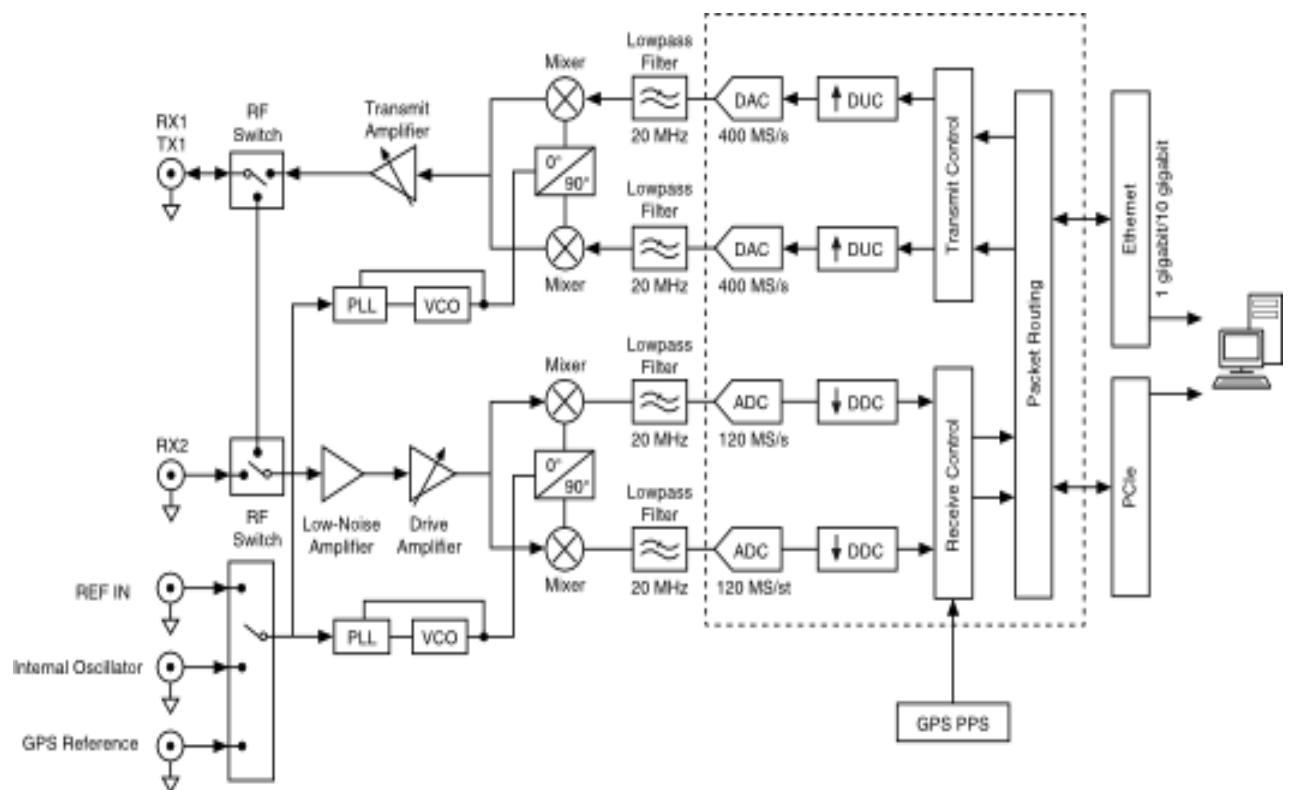 Lowpass
Filter
Mixer
20 MHz
DAC
400 MS/s
DUC
RX1
TX1
RF
Switch
Transmit
Amplifier
0°
90°
Lowpass
Filter
Mixer
20 MHz
DAC
400 MS/s
DUC
Transmit Control
Packet Routing
Ethernet
1 gigabit/10 gigabit
PLL
VCO
Lowpass
Filter
Mixer
20 MHz
ADC
120 MS/s
DDC
RX2
RF
Switch
Low-Noise
Amplifier
Drive
Amplifier
0°
90°
Lowpass
Filter
Mixer
20 MHz
ADC
120 MS/st
DDC
Receive Control
PCIe
REF IN
PLL
VCO
Internal Oscillator
GPS Reference
GPS PPS